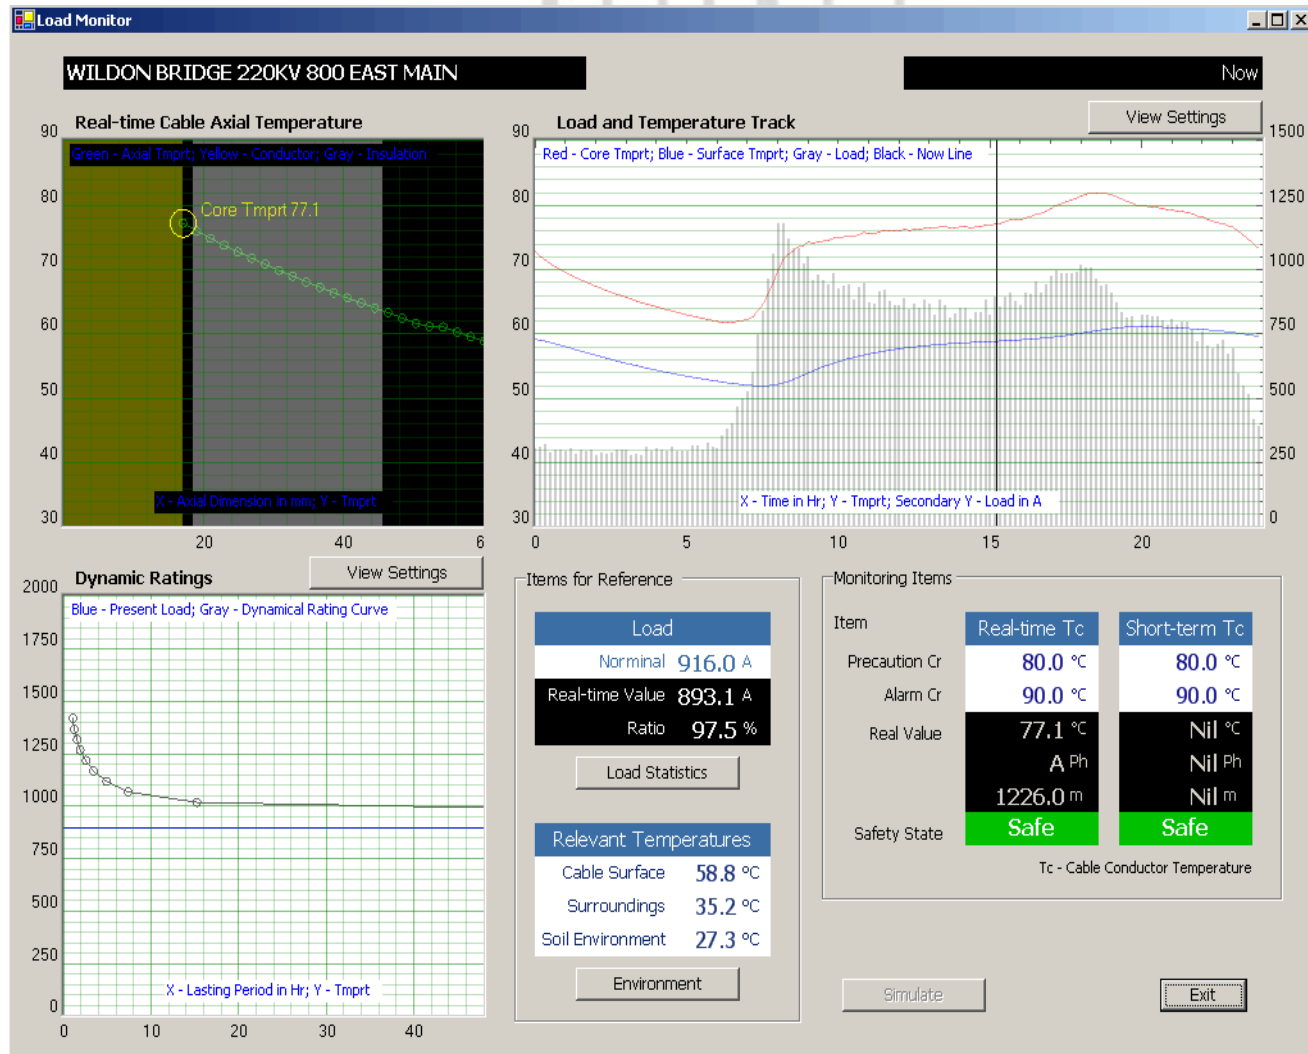 Load Monitor
WILDON BRIDGE 220KV 800 EAST MAIN
Now
Real-time Cable Axial Temperature
Green - Axial Tmprt; Yellow - Conductor; Gray - Insulation
Core Tmprt 77.1
X - Axial Dimension in mm; Y - Tmprt
90
80
70
60
50
40
30
20 40 6
Load and Temperature Track
View Settings
Red - Core Tmprt; Blue - Surface Tmprt; Gray - Load; Black - Now Line
X - Time in Hr; Y - Tmprt; Secondary Y - Load in A
90 1500
80 1250
70 1000
60 750
50 500
40 250
30 0
0 5 10 15 20
Dynamic Ratings
View Settings
Blue - Present Load; Gray - Dynamical Rating Curve
2000
1750
1500
1250
1000
750
500
250
0
X - Lasting Period in Hr; Y - Tmprt
0 10 20 30 40
Items for Reference
Load
Norminal 916.0 A
Real-time Value 893.1 A
Ratio 97.5 %
Load Statistics
Relevant Temperatures
Cable Surface 58.8 °C
Surroundings 35.2 °C
Soil Environment 27.3 °C
Environment
Monitoring Items
Item Real-time Tc Short-term Tc
Precaution Cr 80.0 °C 80.0 °C
Alarm Cr 90.0 °C 90.0 °C
Real Value 77.1 °C Nil °C
A Ph Nil Ph
1226.0 m Nil m
Safety State Safe Safe
Tc - Cable Conductor Temperature
Simulate
Exit